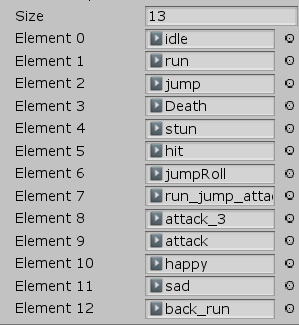 Size 13
Element 0 idle
Element 1 run
Element 2 jump
Element 3 Death
Element 4 stun
Element 5 hit
Element 6 jumpRoll
Element 7 run_jump_atta
Element 8 attack_3
Element 9 attack
Element 10 happy
Element 11 sad
Element 12 back_run